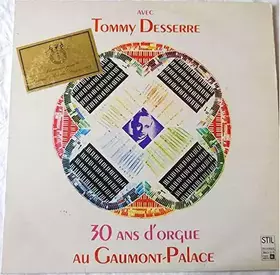 AVEC
TOMMY DESSERRE
30 ANS d'ORGUE
AU GAUMONT-PALACE
STIL